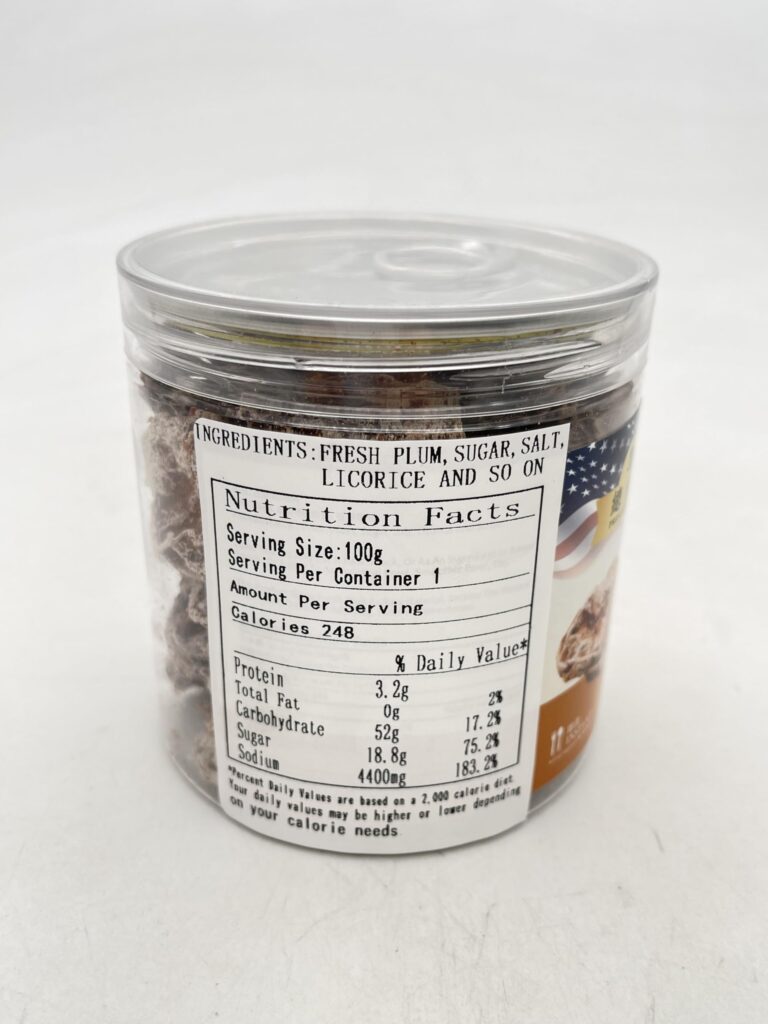 INGREDIENTS:FRESH PLUM, SUGAR, SALT,
LICORICE AND SO ON
Nutrition Facts
Serving Size:100g
Serving Per Container 1
Amount Per Serving
Calories 248
% Daily Value*
Protein 3.2g 2%
Total Fat 0g 17.2%
Carbohydrate 52g 75.2%
Sugar 18.8g 183.2%
Sodium 4400mg
*Percent Daily Values are based on a 2,000 calorie diet.
Your daily values may be higher or lower depending
on your calorie needs